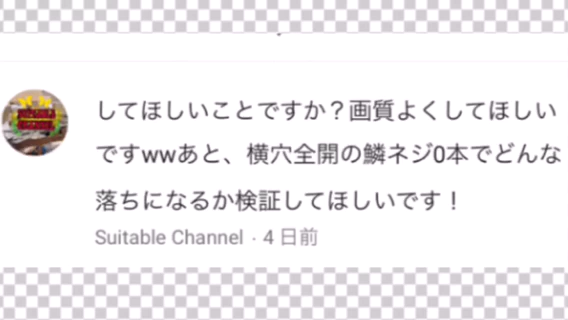 してほしいことですか？画質よくしてほしい
ですwwあと、横穴全開の鱗ネジ0本でどんな
落ちになるか検証してほしいです！
Suitable Channel · 4 日前